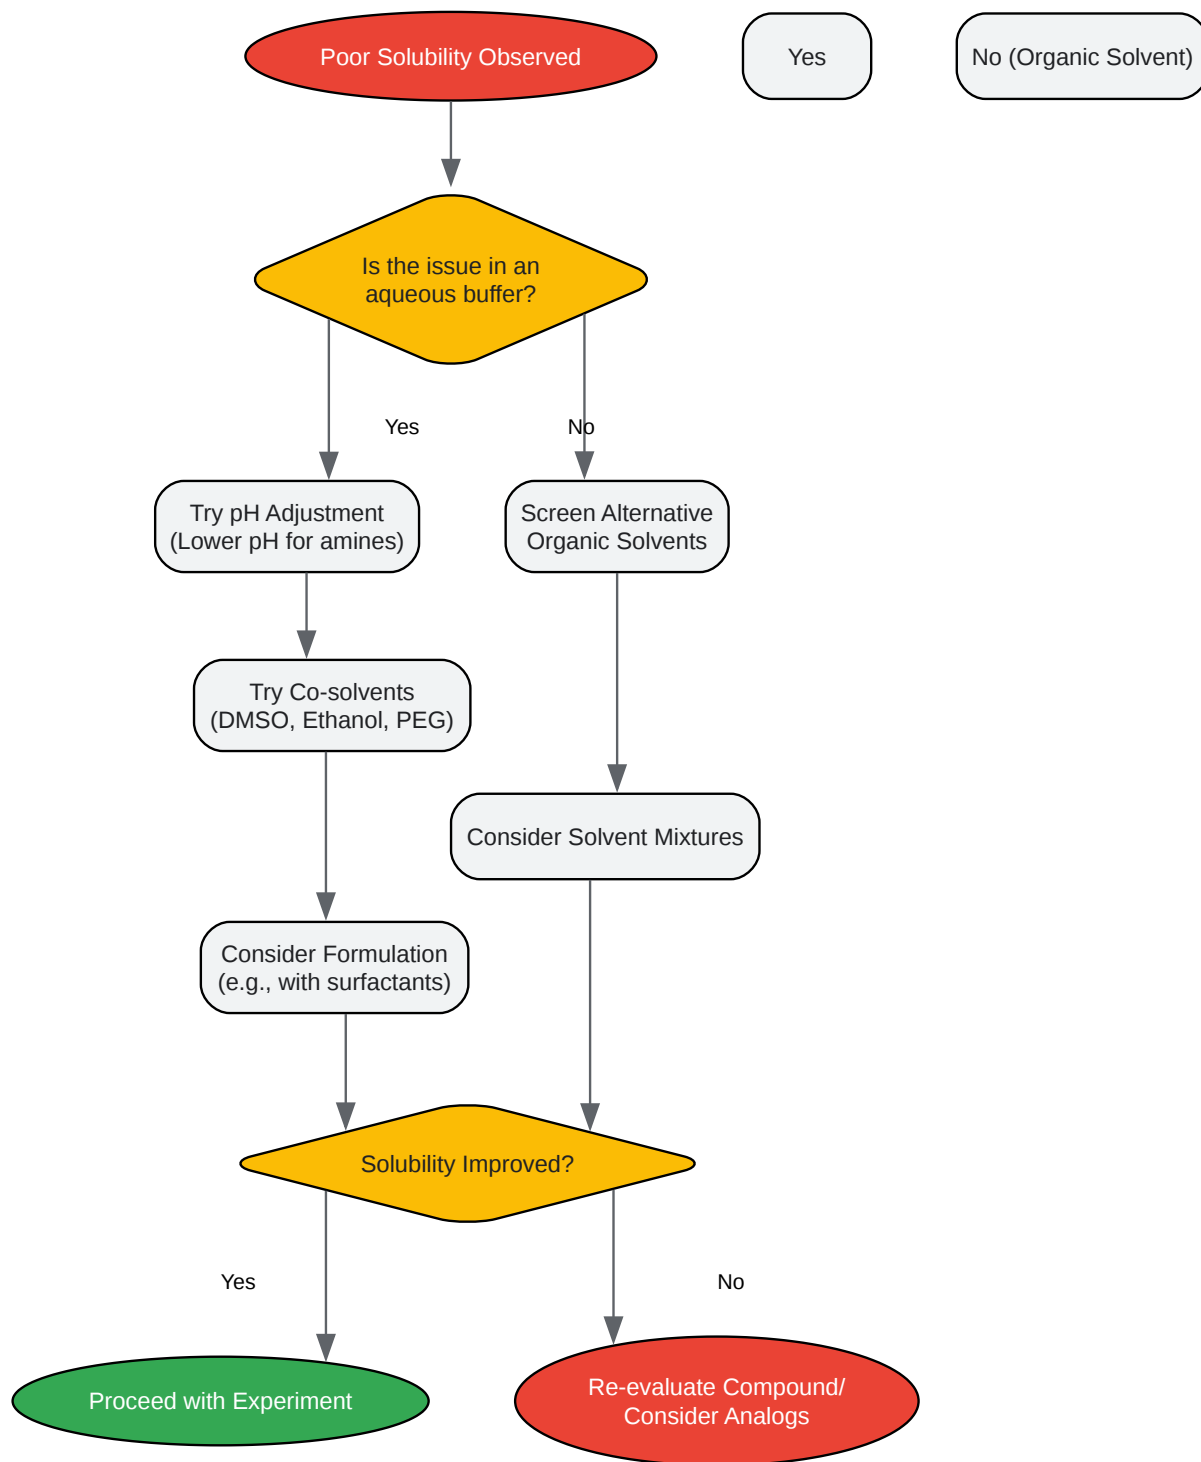 Poor Solubility Observed
Yes
No (Organic Solvent)
Is the issue in an
aqueous buffer?
Yes
No
Try pH Adjustment
(Lower pH for amines)
Screen Alternative
Organic Solvents
Try Co-solvents
(DMSO, Ethanol, PEG)
Consider Solvent Mixtures
Consider Formulation
(e.g., with surfactants)
Solubility Improved?
Yes
No
Proceed with Experiment
Re-evaluate Compound/
Consider Analogs